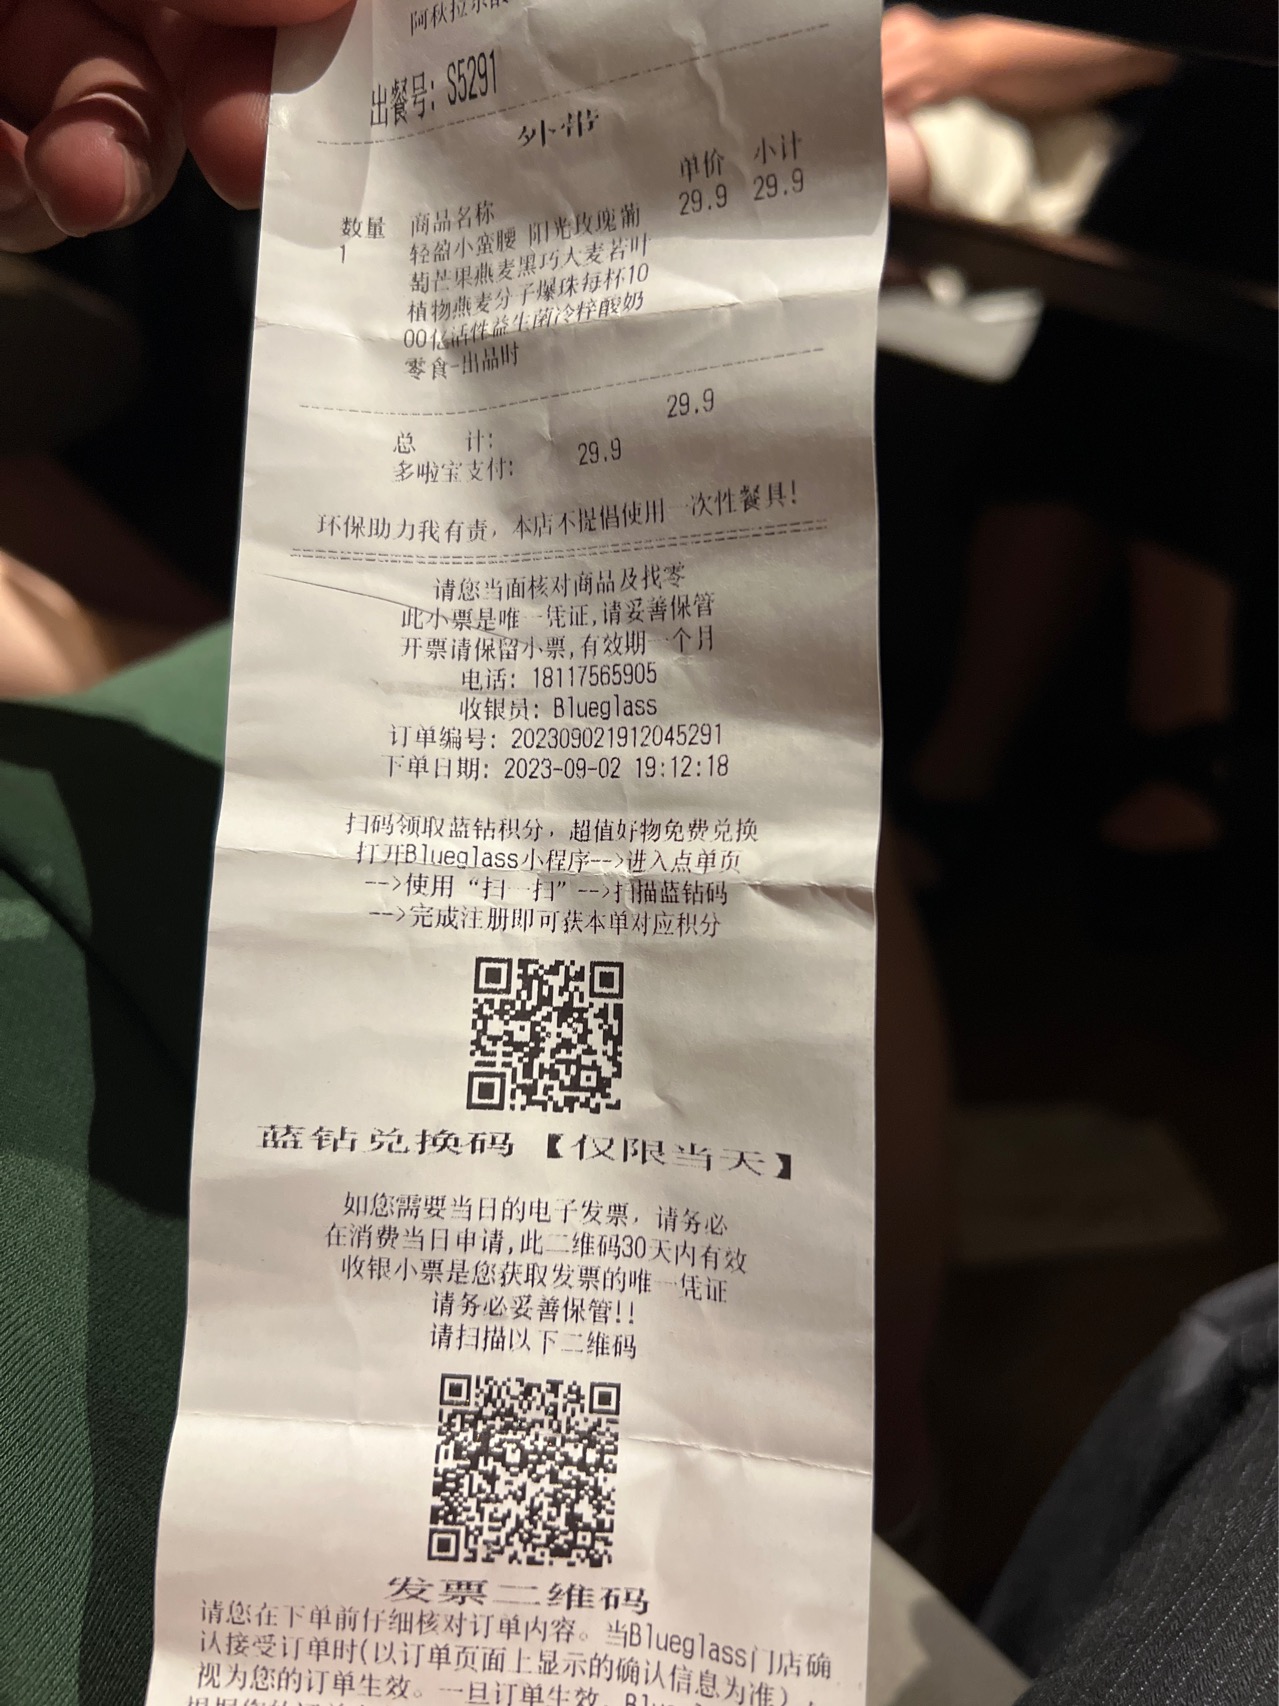 阿秋拉尕酸
出餐号: S5291
外带
数量 商品名称 单价 小计
1 轻盈小蛮腰 阳光玫瑰葡 29.9 29.9
萄芒果燕麦黑巧大麦若叶
植物燕麦分子爆珠每杯10
00亿活性益生菌冷榨酸奶
零食-出品时
总 计: 29.9
多啦宝支付: 29.9
环保助力我有责，本店不提倡使用一次性餐具！
请您当面核对商品及找零
此小票是唯一凭证,请妥善保管
开票请保留小票,有效期一个月
电话: 18117565905
收银员: Blueglass
订单编号: 202309021912045291
下单日期: 2023-09-02 19:12:18
扫码领取蓝钻积分，超值好物免费兑换
打开Blueglass小程序-->进入点单页
-->使用“扫一扫”-->扫描蓝钻码
-->完成注册即可获本单对应积分
蓝钻兑换码【仅限当天】
如您需要当日的电子发票，请务必
在消费当日申请,此二维码30天内有效
收银小票是您获取发票的唯一凭证
请务必妥善保管!!
请扫描以下二维码
发票二维码
请您在下单前仔细核对订单内容。当Blueglass门店确
认接受订单时(以订单页面上显示的确认信息为准)，
视为您的订单生效。一旦订单生效，